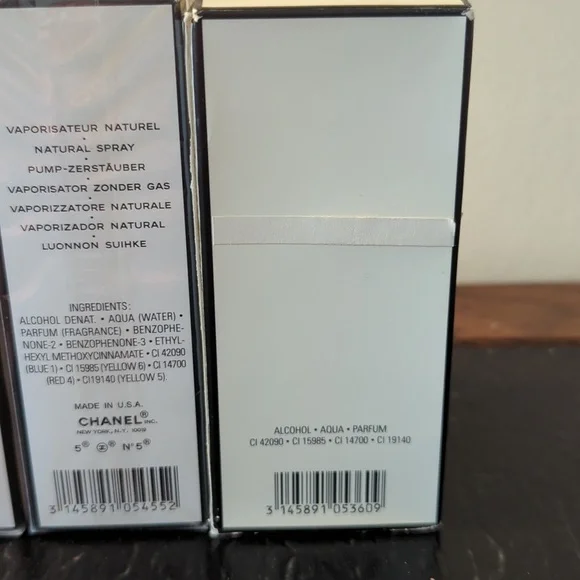 VAPORISATEUR NATUREL
•
NATURAL SPRAY
•
PUMP-ZERSTÄUBER
•
VAPORISATOR ZONDER GAS
•
VAPORIZZATORE NATURALE
•
VAPORIZADOR NATURAL
•
LUONNON SUIHKE
INGREDIENTS:
ALCOHOL DENAT. • AQUA (WATER) •
PARFUM (FRAGRANCE) • BENZOPHE-
NONE-2 • BENZOPHENONE-3 • ETHYL-
HEXYL METHOXYCINNAMATE • CI 42090
(BLUE 1) • CI 15985 (YELLOW 6) • CI 14700
(RED 4) • CI 19140 (YELLOW 5)
MADE IN U.S.A.
CHANEL® INC.
NEW YORK, N.Y. 10019
5® ® N°5®
3 145891 054552
ALCOHOL • AQUA • PARFUM
CI 42090 • CI 15985 • CI 14700 • CI 19140
3 145891 053609